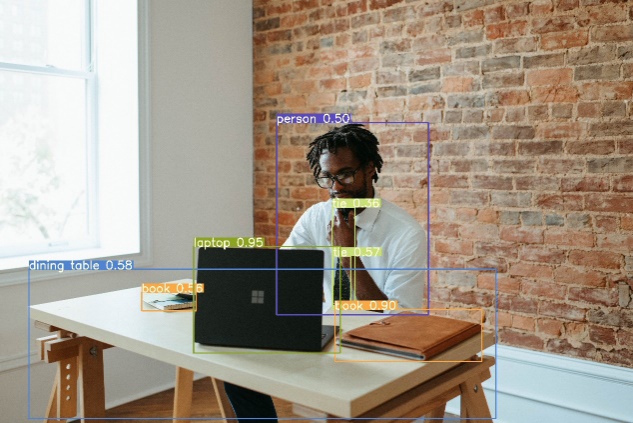 person 0.50
tie 0.36
laptop 0.95
tie 0.57
dining table 0.58
book 0.56
book 0.90